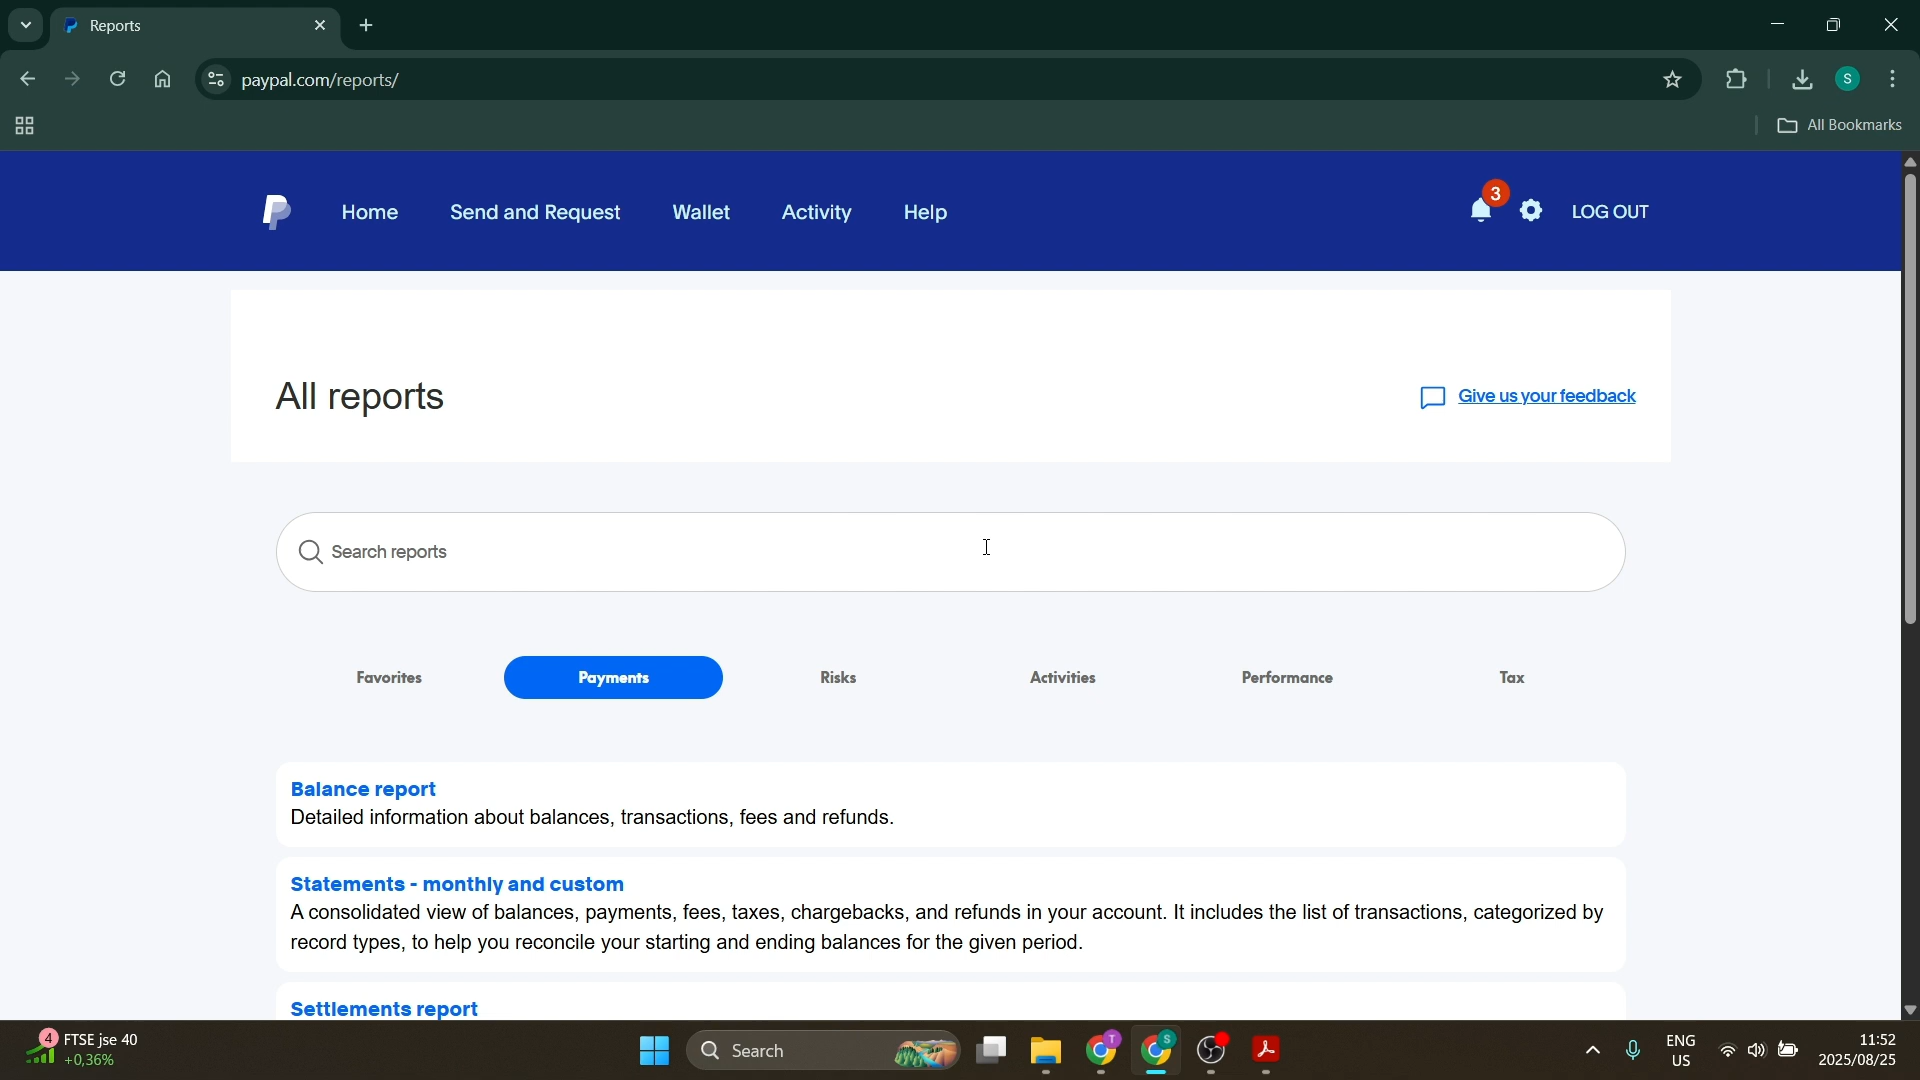 Reports
paypal.com/reports/
S
All Bookmarks
Home
Send and Request
Wallet
Activity
Help
3
LOG OUT
All reports
Give us your feedback
Search reports
Favorites
Payments
Risks
Activities
Performance
Tax
Balance report
Detailed information about balances, transactions, fees and refunds.
Statements - monthly and custom
A consolidated view of balances, payments, fees, taxes, chargebacks, and refunds in your account. It includes the list of transactions, categorized by
record types, to help you reconcile your starting and ending balances for the given period.
Settlements report
4
FTSE jse 40
+0,36%
Search
T
S
ENG
US
11:52
2025/08/25